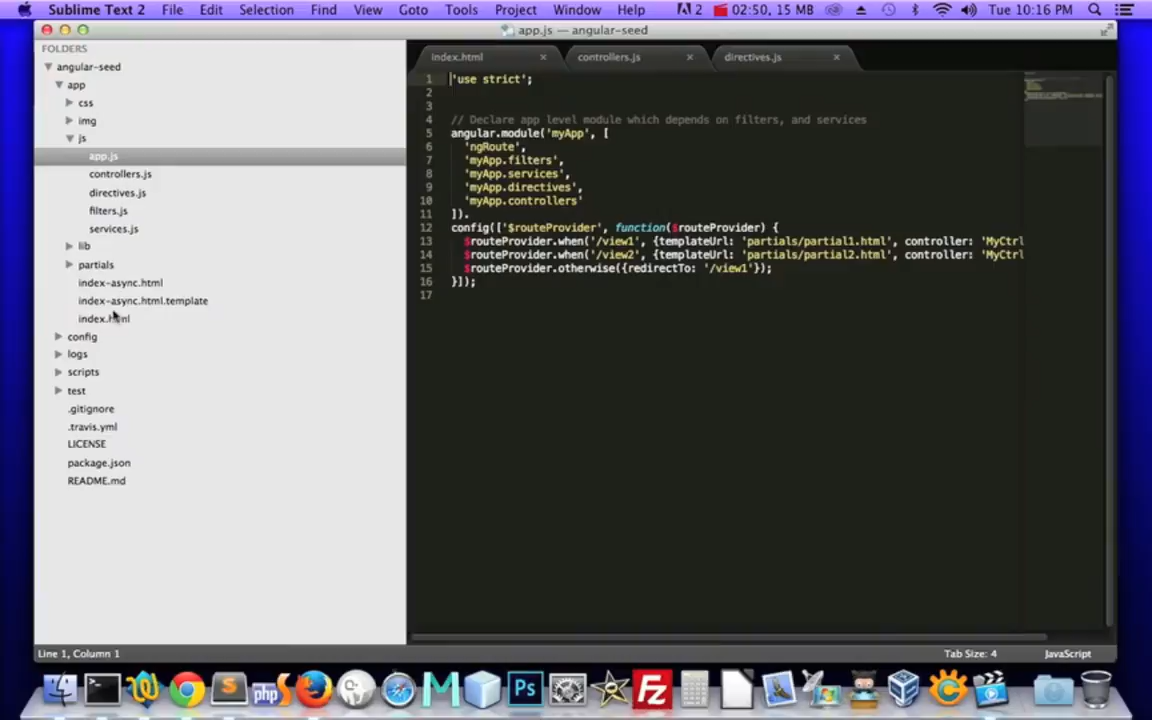 Sublime Text 2 File Edit Selection Find View Goto Tools Project Window Help 2 02:50, 15 MB Tue 10:16 PM
app.js — angular-seed
FOLDERS
angular-seed
app
css
img
js
app.js
controllers.js
directives.js
filters.js
services.js
lib
partials
index-async.html
index-async.html.template
index.html
config
logs
scripts
test
.gitignore
.travis.yml
LICENSE
package.json
README.md
index.html controllers.js directives.js
1 'use strict';
2
3
4 // Declare app level module which depends on filters, and services
5 angular.module('myApp', [
6 'ngRoute',
7 'myApp.filters',
8 'myApp.services',
9 'myApp.directives',
10 'myApp.controllers'
11 ]).
12 config(['$routeProvider', function($routeProvider) {
13 $routeProvider.when('/view1', {templateUrl: 'partials/partial1.html', controller: 'MyCtrl
14 $routeProvider.when('/view2', {templateUrl: 'partials/partial2.html', controller: 'MyCtrl
15 $routeProvider.otherwise({redirectTo: '/view1'});
16 }]);
17
Line 1, Column 1 Tab Size: 4 JavaScript
php Ps Fz